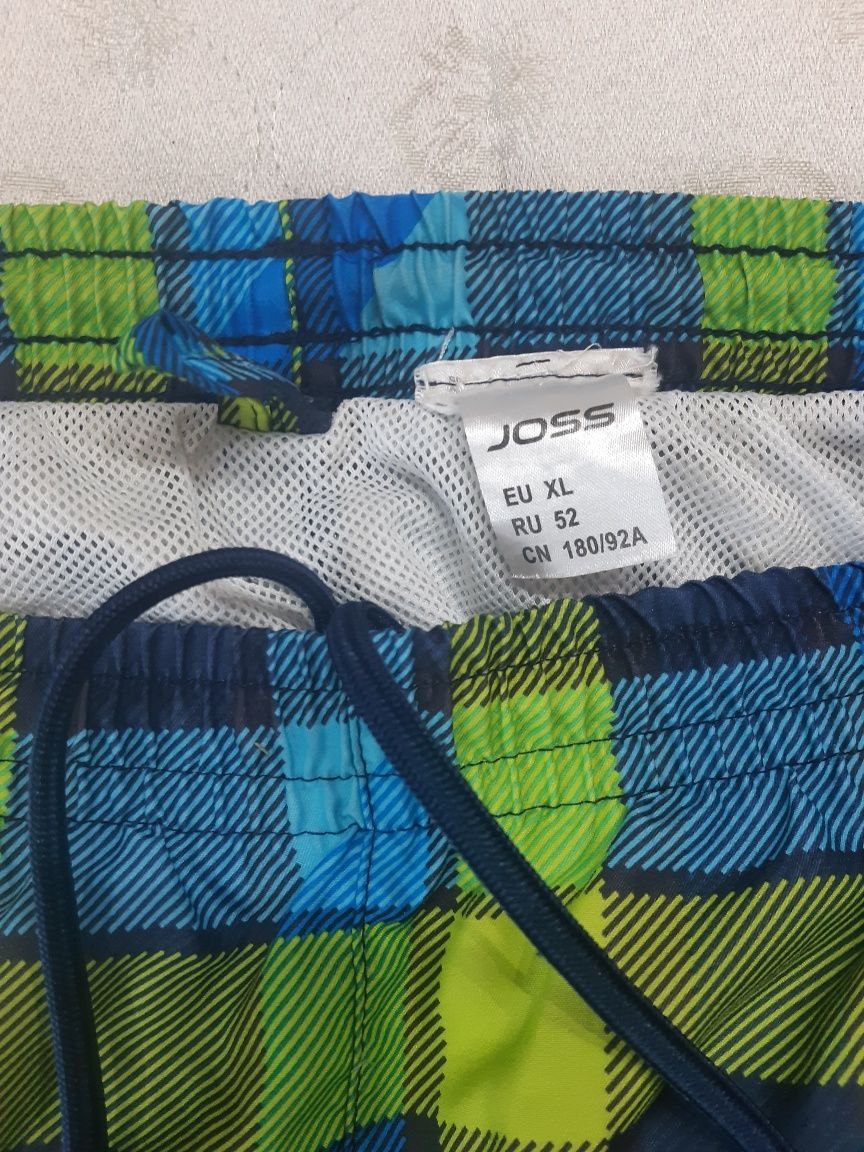 JOSS
EU XL
RU 52
CN 180/92A